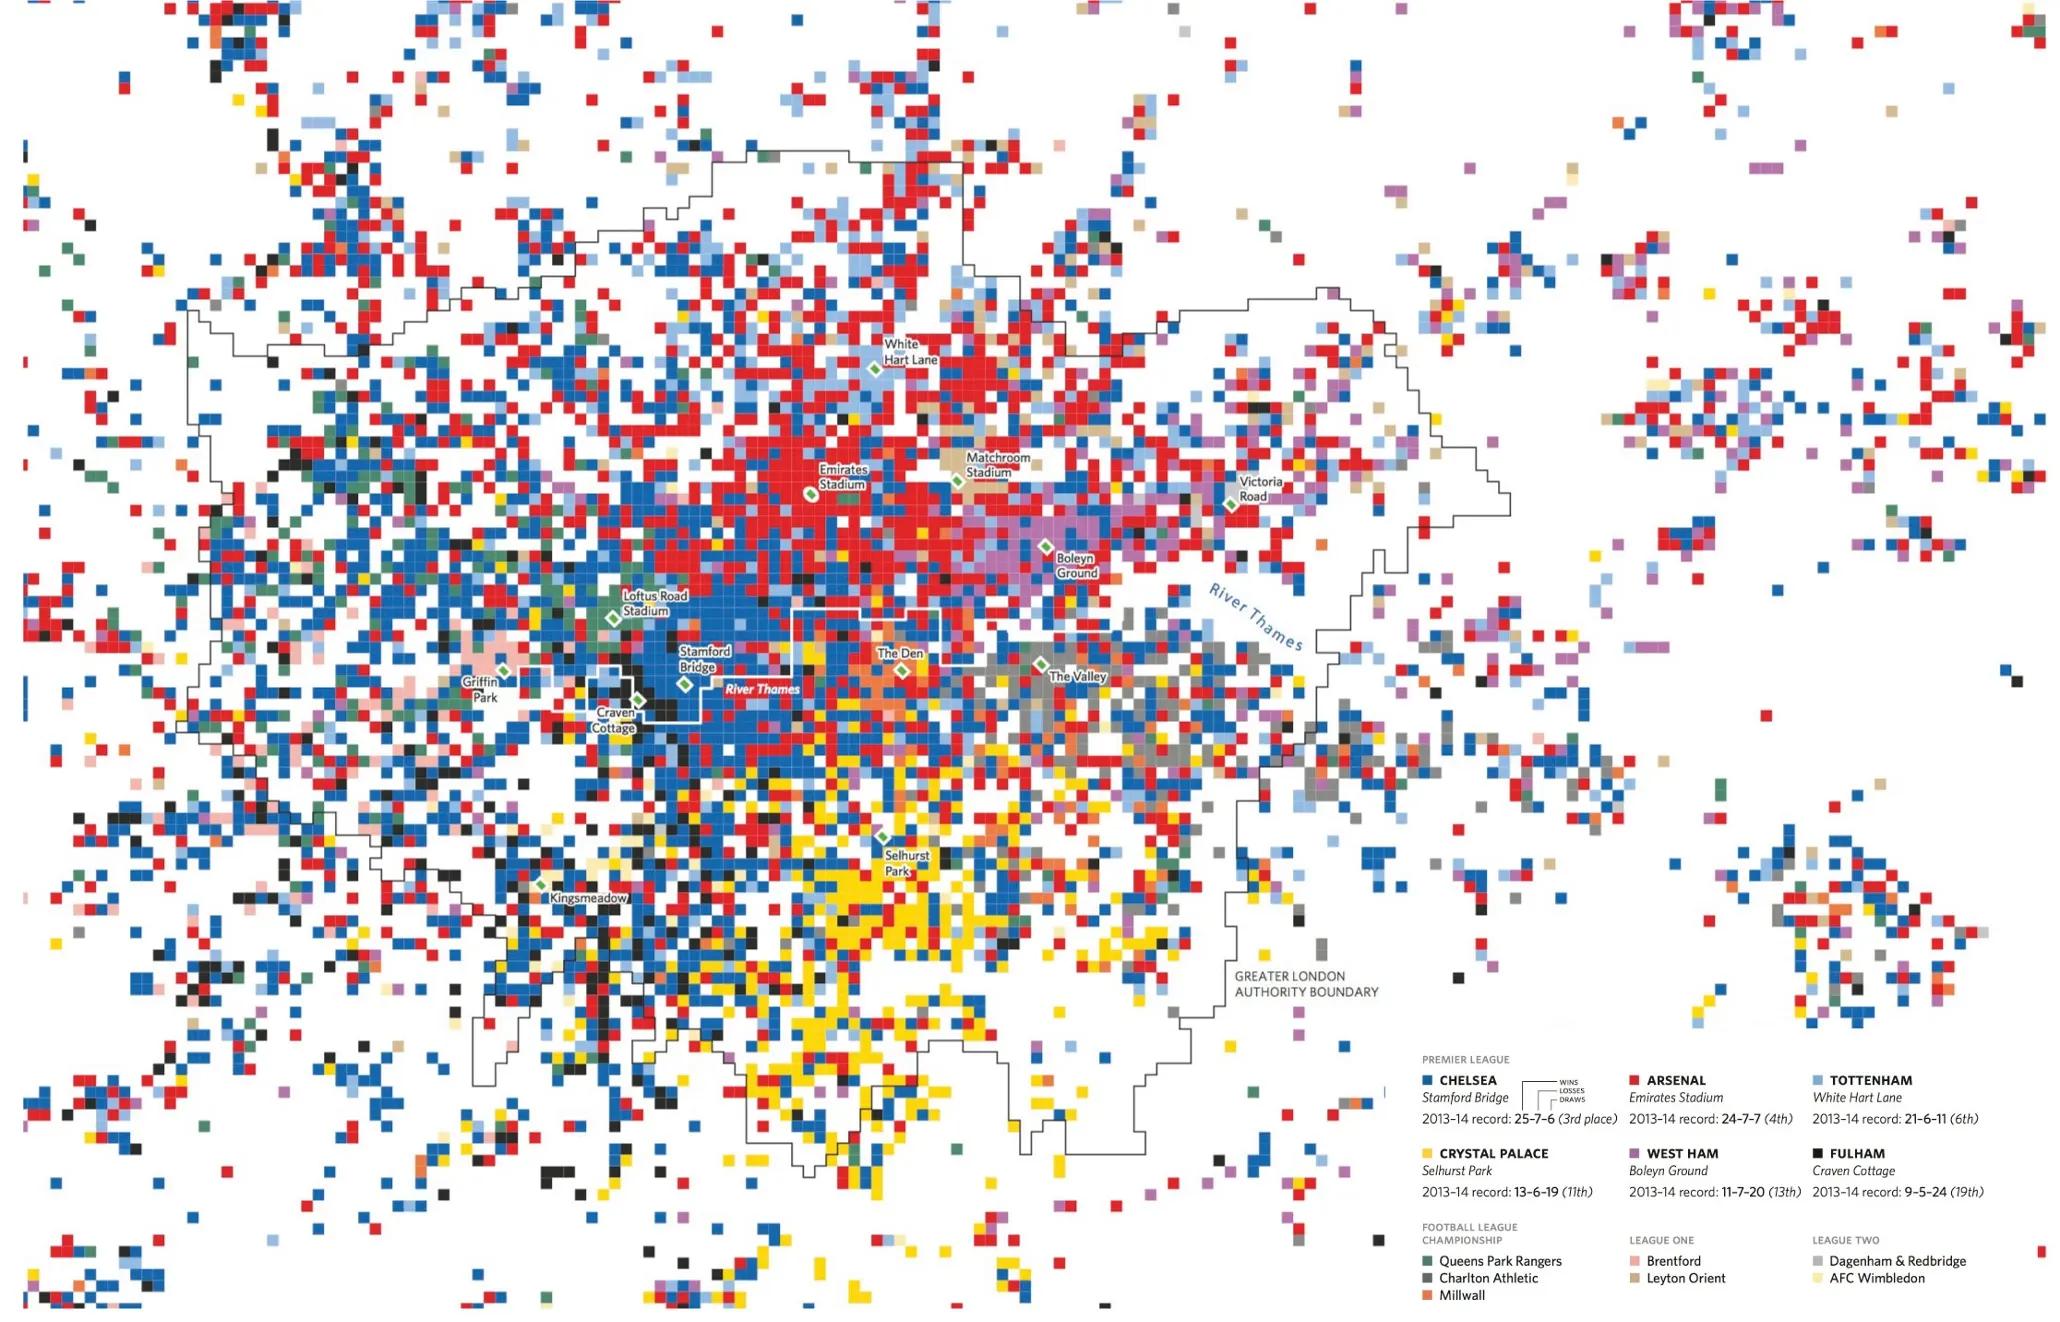 White
Hart Lane
Emirates
Stadium
Matchroom
Stadium
Victoria
Road
Boleyn
Ground
River Thames
Loftus Road
Stadium
Stamford
Bridge
The Den
The Valley
River Thames
Griffin
Park
Craven
Cottage
Selhurst
Park
Kingsmeadow
GREATER LONDON
AUTHORITY BOUNDARY
PREMIER LEAGUE
CHELSEA
Stamford Bridge
WINS
LOSSES
DRAWS
2013–14 record: 25–7–6 (3rd place)
ARSENAL
Emirates Stadium
2013–14 record: 24–7–7 (4th)
TOTTENHAM
White Hart Lane
2013–14 record: 21–6–11 (6th)
CRYSTAL PALACE
Selhurst Park
2013–14 record: 13–6–19 (11th)
WEST HAM
Boleyn Ground
2013–14 record: 11–7–20 (13th)
FULHAM
Craven Cottage
2013–14 record: 9–5–24 (19th)
FOOTBALL LEAGUE
CHAMPIONSHIP
Queens Park Rangers
Charlton Athletic
Millwall
LEAGUE ONE
Brentford
Leyton Orient
LEAGUE TWO
Dagenham & Redbridge
AFC Wimbledon